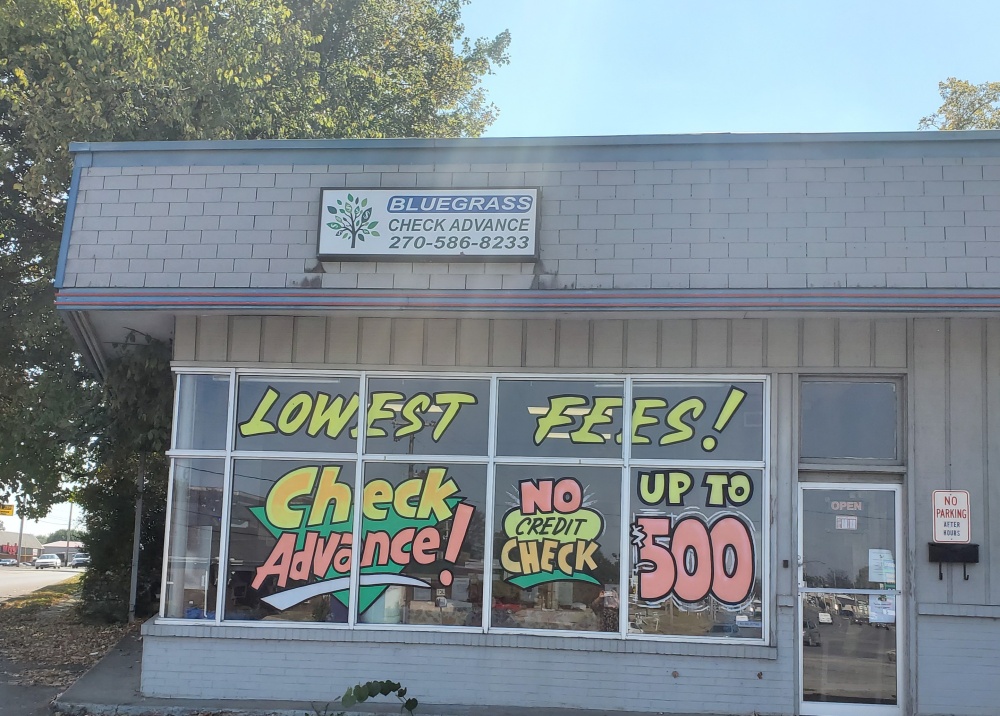 BLUEGRASS
CHECK ADVANCE
270-586-8233
LOWEST FEES!
Check
Advance!
NO
CREDIT
CHECK
UP TO
$500
OPEN
NO
PARKING
AFTER
HOURS